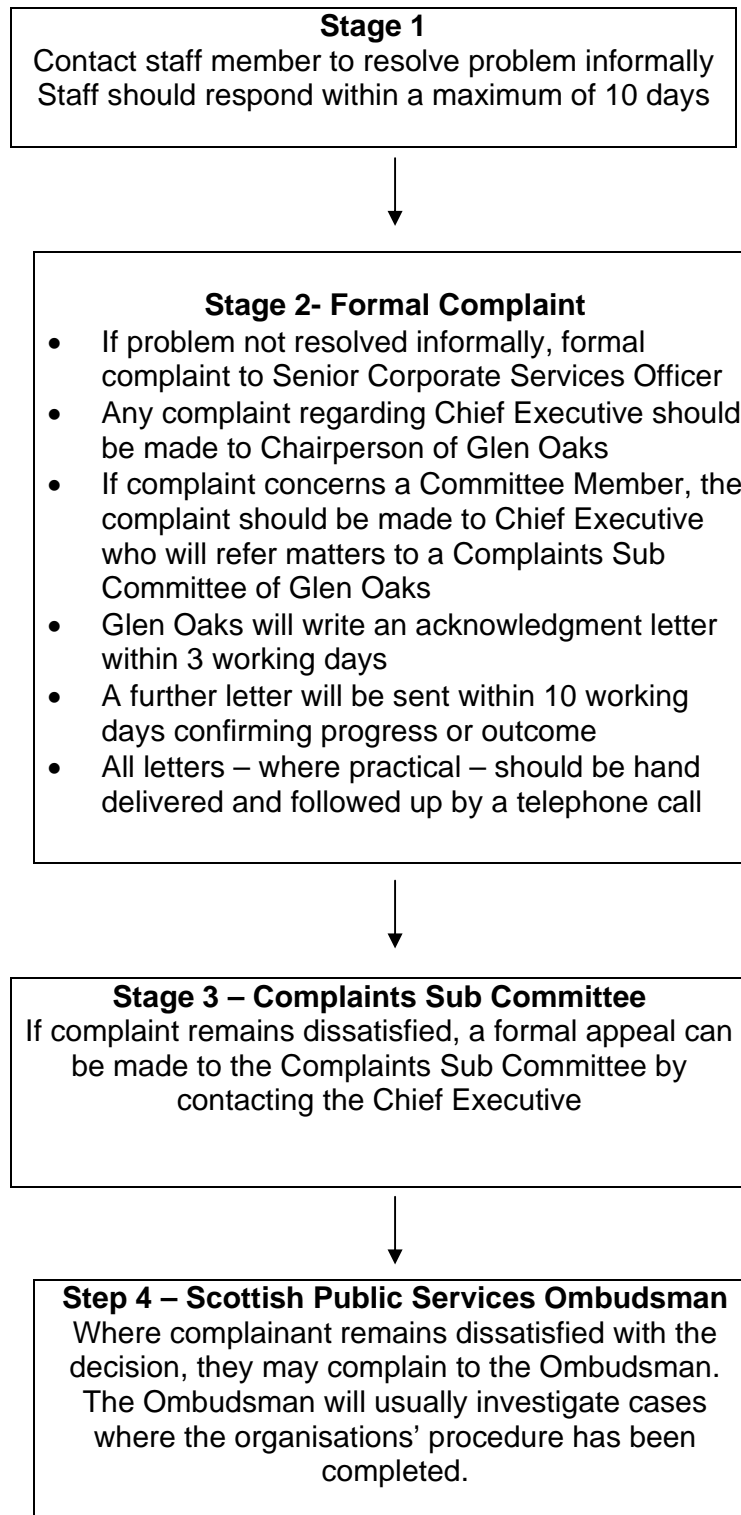 Stage 1
Contact staff member to resolve problem informally
Staff should respond within a maximum of 10 days
Stage 2- Formal Complaint
• If problem not resolved informally, formal
complaint to Senior Corporate Services Officer
• Any complaint regarding Chief Executive should
be made to Chairperson of Glen Oaks
• If complaint concerns a Committee Member, the
complaint should be made to Chief Executive
who will refer matters to a Complaints Sub
Committee of Glen Oaks
• Glen Oaks will write an acknowledgment letter
within 3 working days
• A further letter will be sent within 10 working
days confirming progress or outcome
• All letters – where practical – should be hand
delivered and followed up by a telephone call
Stage 3 – Complaints Sub Committee
If complaint remains dissatisfied, a formal appeal can
be made to the Complaints Sub Committee by
contacting the Chief Executive
Step 4 – Scottish Public Services Ombudsman
Where complainant remains dissatisfied with the
decision, they may complain to the Ombudsman.
The Ombudsman will usually investigate cases
where the organisations’ procedure has been
completed.